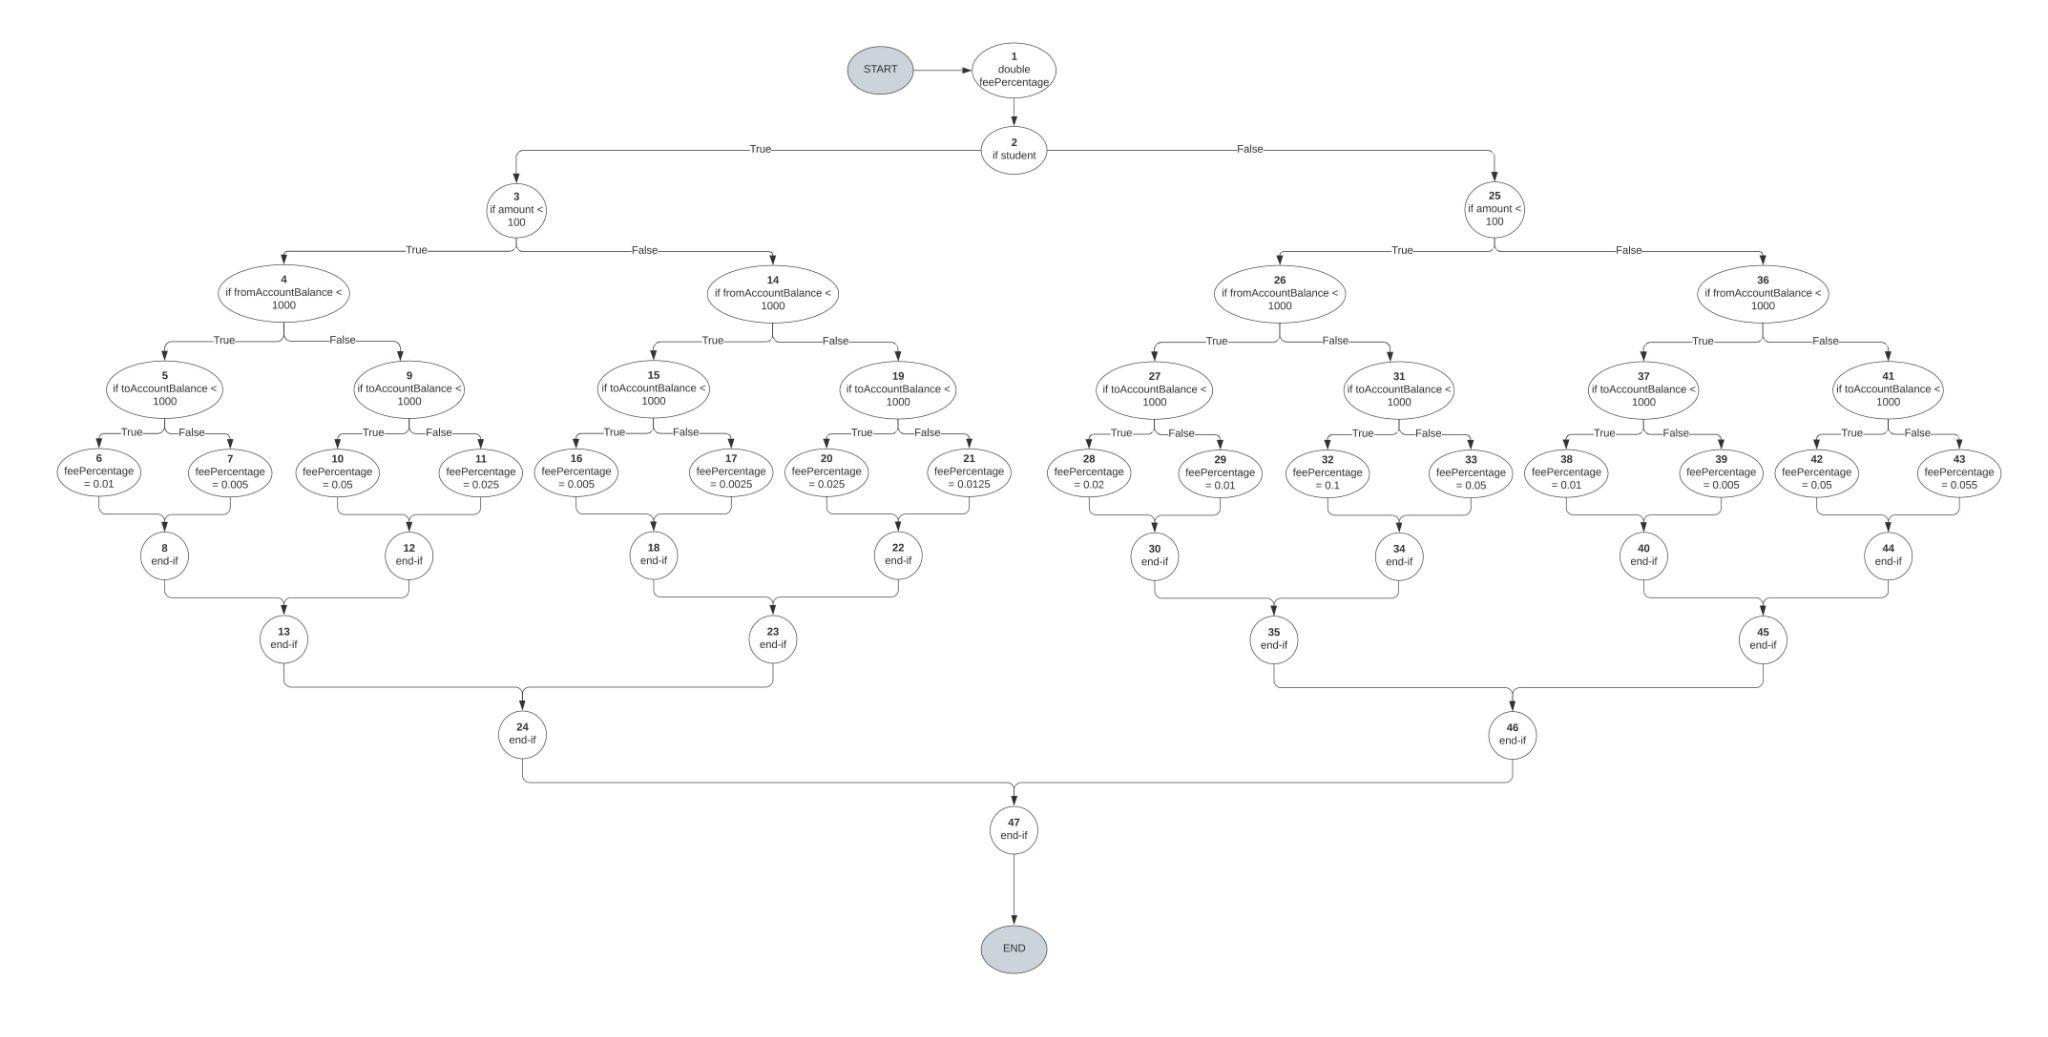 START
1
double
feePercentage
2
if student
True
False
3
if amount <
100
25
if amount <
100
True
False
True
False
4
if fromAccountBalance <
1000
14
if fromAccountBalance <
1000
26
if fromAccountBalance <
1000
36
if fromAccountBalance <
1000
True
False
True
False
True
False
True
False
5
if toAccountBalance <
1000
9
if toAccountBalance <
1000
15
if toAccountBalance <
1000
19
if toAccountBalance <
1000
27
if toAccountBalance <
1000
31
if toAccountBalance <
1000
37
if toAccountBalance <
1000
41
if toAccountBalance <
1000
True
False
True
False
True
False
True
False
True
False
True
False
True
False
True
False
6
feePercentage
= 0.01
7
feePercentage
= 0.005
10
feePercentage
= 0.05
11
feePercentage
= 0.025
16
feePercentage
= 0.005
17
feePercentage
= 0.0025
20
feePercentage
= 0.025
21
feePercentage
= 0.0125
28
feePercentage
= 0.02
29
feePercentage
= 0.01
32
feePercentage
= 0.1
33
feePercentage
= 0.05
38
feePercentage
= 0.01
39
feePercentage
= 0.005
42
feePercentage
= 0.05
43
feePercentage
= 0.055
8
end-if
12
end-if
18
end-if
22
end-if
30
end-if
34
end-if
40
end-if
44
end-if
13
end-if
23
end-if
35
end-if
45
end-if
24
end-if
46
end-if
47
end-if
END